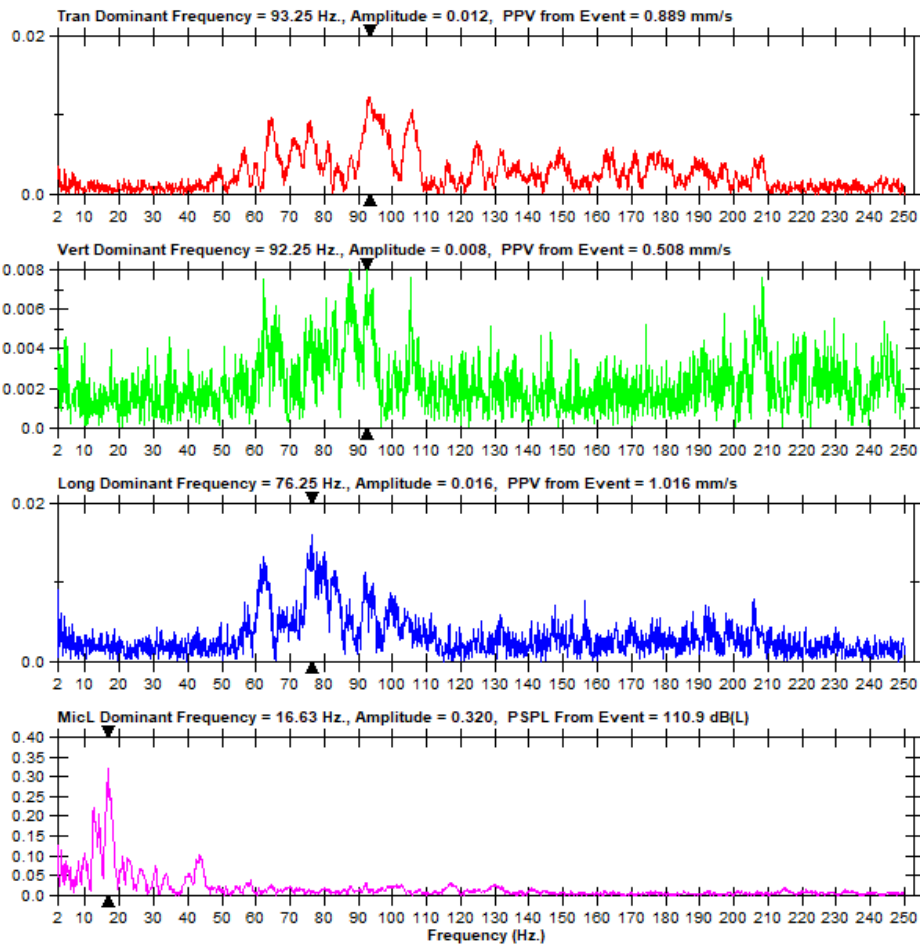 Tran Dominant Frequency = 93.25 Hz., Amplitude = 0.012, PPV from Event = 0.889 mm/s
0.02
0.0
2 10 20 30 40 50 60 70 80 90 100 110 120 130 140 150 160 170 180 190 200 210 220 230 240 250
Vert Dominant Frequency = 92.25 Hz., Amplitude = 0.008, PPV from Event = 0.508 mm/s
0.008
0.006
0.004
0.002
0.0
2 10 20 30 40 50 60 70 80 90 100 110 120 130 140 150 160 170 180 190 200 210 220 230 240 250
Long Dominant Frequency = 76.25 Hz., Amplitude = 0.016, PPV from Event = 1.016 mm/s
0.02
0.0
2 10 20 30 40 50 60 70 80 90 100 110 120 130 140 150 160 170 180 190 200 210 220 230 240 250
MicL Dominant Frequency = 16.63 Hz., Amplitude = 0.320, PSPL From Event = 110.9 dB(L)
0.40
0.35
0.30
0.25
0.20
0.15
0.10
0.05
0.0
2 10 20 30 40 50 60 70 80 90 100 110 120 130 140 150 160 170 180 190 200 210 220 230 240 250
Frequency (Hz.)